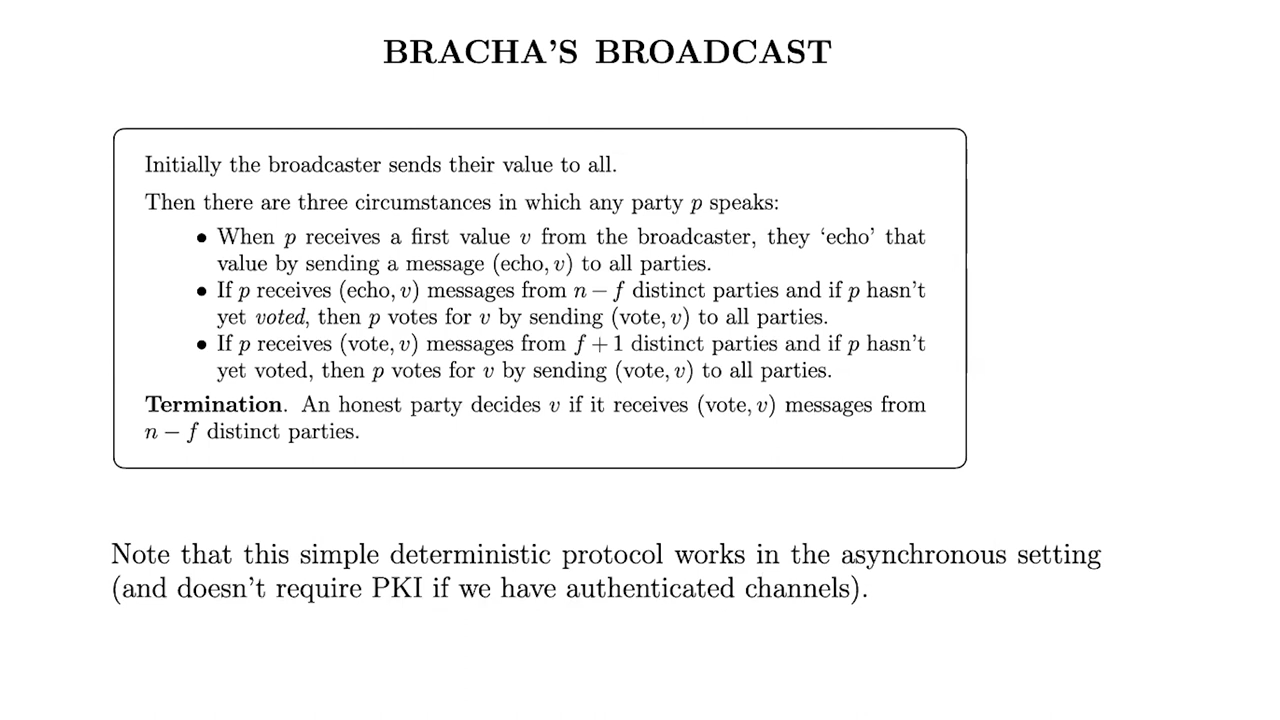 BRACHA'S BROADCAST
Initially the broadcaster sends their value to all.
Then there are three circumstances in which any party p speaks:
• When p receives a first value v from the broadcaster, they ‘echo’ that
value by sending a message (echo, v) to all parties.
• If p receives (echo, v) messages from n − f distinct parties and if p hasn't
yet voted, then p votes for v by sending (vote, v) to all parties.
• If p receives (vote, v) messages from f + 1 distinct parties and if p hasn't
yet voted, then p votes for v by sending (vote, v) to all parties.
Termination. An honest party decides v if it receives (vote, v) messages from
n − f distinct parties.
Note that this simple deterministic protocol works in the asynchronous setting
(and doesn't require PKI if we have authenticated channels).